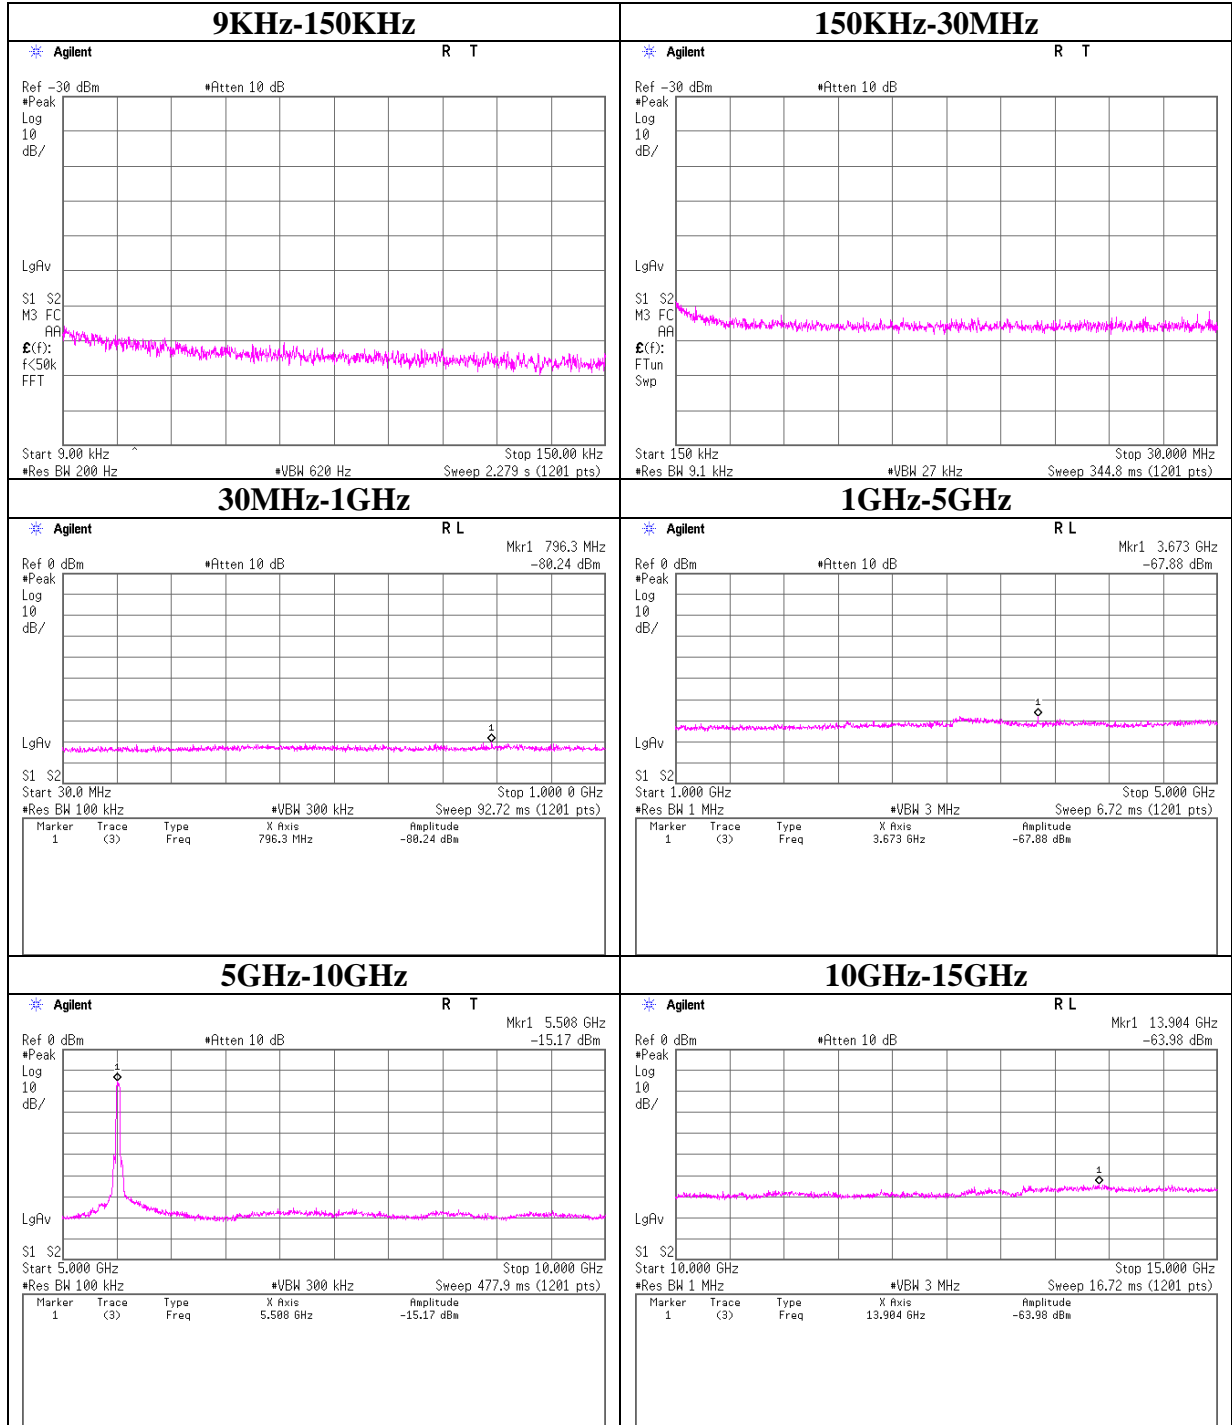 9KHz-150KHz
Agilent R T
Ref -30 dBm #Atten 10 dB
#Peak
Log
10
dB/
LgAv
S1 S2
M3 FC
AA
£(f):
f<50k
FFT
Start 9.00 kHz ^ Stop 150.00 kHz
#Res BW 200 Hz #VBW 620 Hz Sweep 2.279 s (1201 pts)
150KHz-30MHz
Agilent R T
Ref -30 dBm #Atten 10 dB
#Peak
Log
10
dB/
LgAv
S1 S2
M3 FC
AA
£(f):
FTun
Swp
Start 150 kHz Stop 30.000 MHz
#Res BW 9.1 kHz #VBW 27 kHz Sweep 344.8 ms (1201 pts)
30MHz-1GHz
Agilent R L
Mkr1 796.3 MHz
Ref 0 dBm #Atten 10 dB -80.24 dBm
#Peak
Log
10
dB/
1
LgAv
S1 S2
Start 30.0 MHz Stop 1.000 0 GHz
#Res BW 100 kHz #VBW 300 kHz Sweep 92.72 ms (1201 pts)
Marker Trace Type X Axis Amplitude
1 (3) Freq 796.3 MHz -80.24 dBm
1GHz-5GHz
Agilent R L
Mkr1 3.673 GHz
Ref 0 dBm #Atten 10 dB -67.88 dBm
#Peak
Log
10
dB/
1
LgAv
S1 S2
Start 1.000 GHz Stop 5.000 GHz
#Res BW 1 MHz #VBW 3 MHz Sweep 6.72 ms (1201 pts)
Marker Trace Type X Axis Amplitude
1 (3) Freq 3.673 GHz -67.88 dBm
5GHz-10GHz
Agilent R T
Mkr1 5.508 GHz
Ref 0 dBm #Atten 10 dB -15.17 dBm
#Peak
Log
10
dB/
1
LgAv
S1 S2
Start 5.000 GHz Stop 10.000 GHz
#Res BW 100 kHz #VBW 300 kHz Sweep 477.9 ms (1201 pts)
Marker Trace Type X Axis Amplitude
1 (3) Freq 5.508 GHz -15.17 dBm
10GHz-15GHz
Agilent R L
Mkr1 13.904 GHz
Ref 0 dBm #Atten 10 dB -63.98 dBm
#Peak
Log
10
dB/
1
LgAv
S1 S2
Start 10.000 GHz Stop 15.000 GHz
#Res BW 1 MHz #VBW 3 MHz Sweep 16.72 ms (1201 pts)
Marker Trace Type X Axis Amplitude
1 (3) Freq 13.904 GHz -63.98 dBm